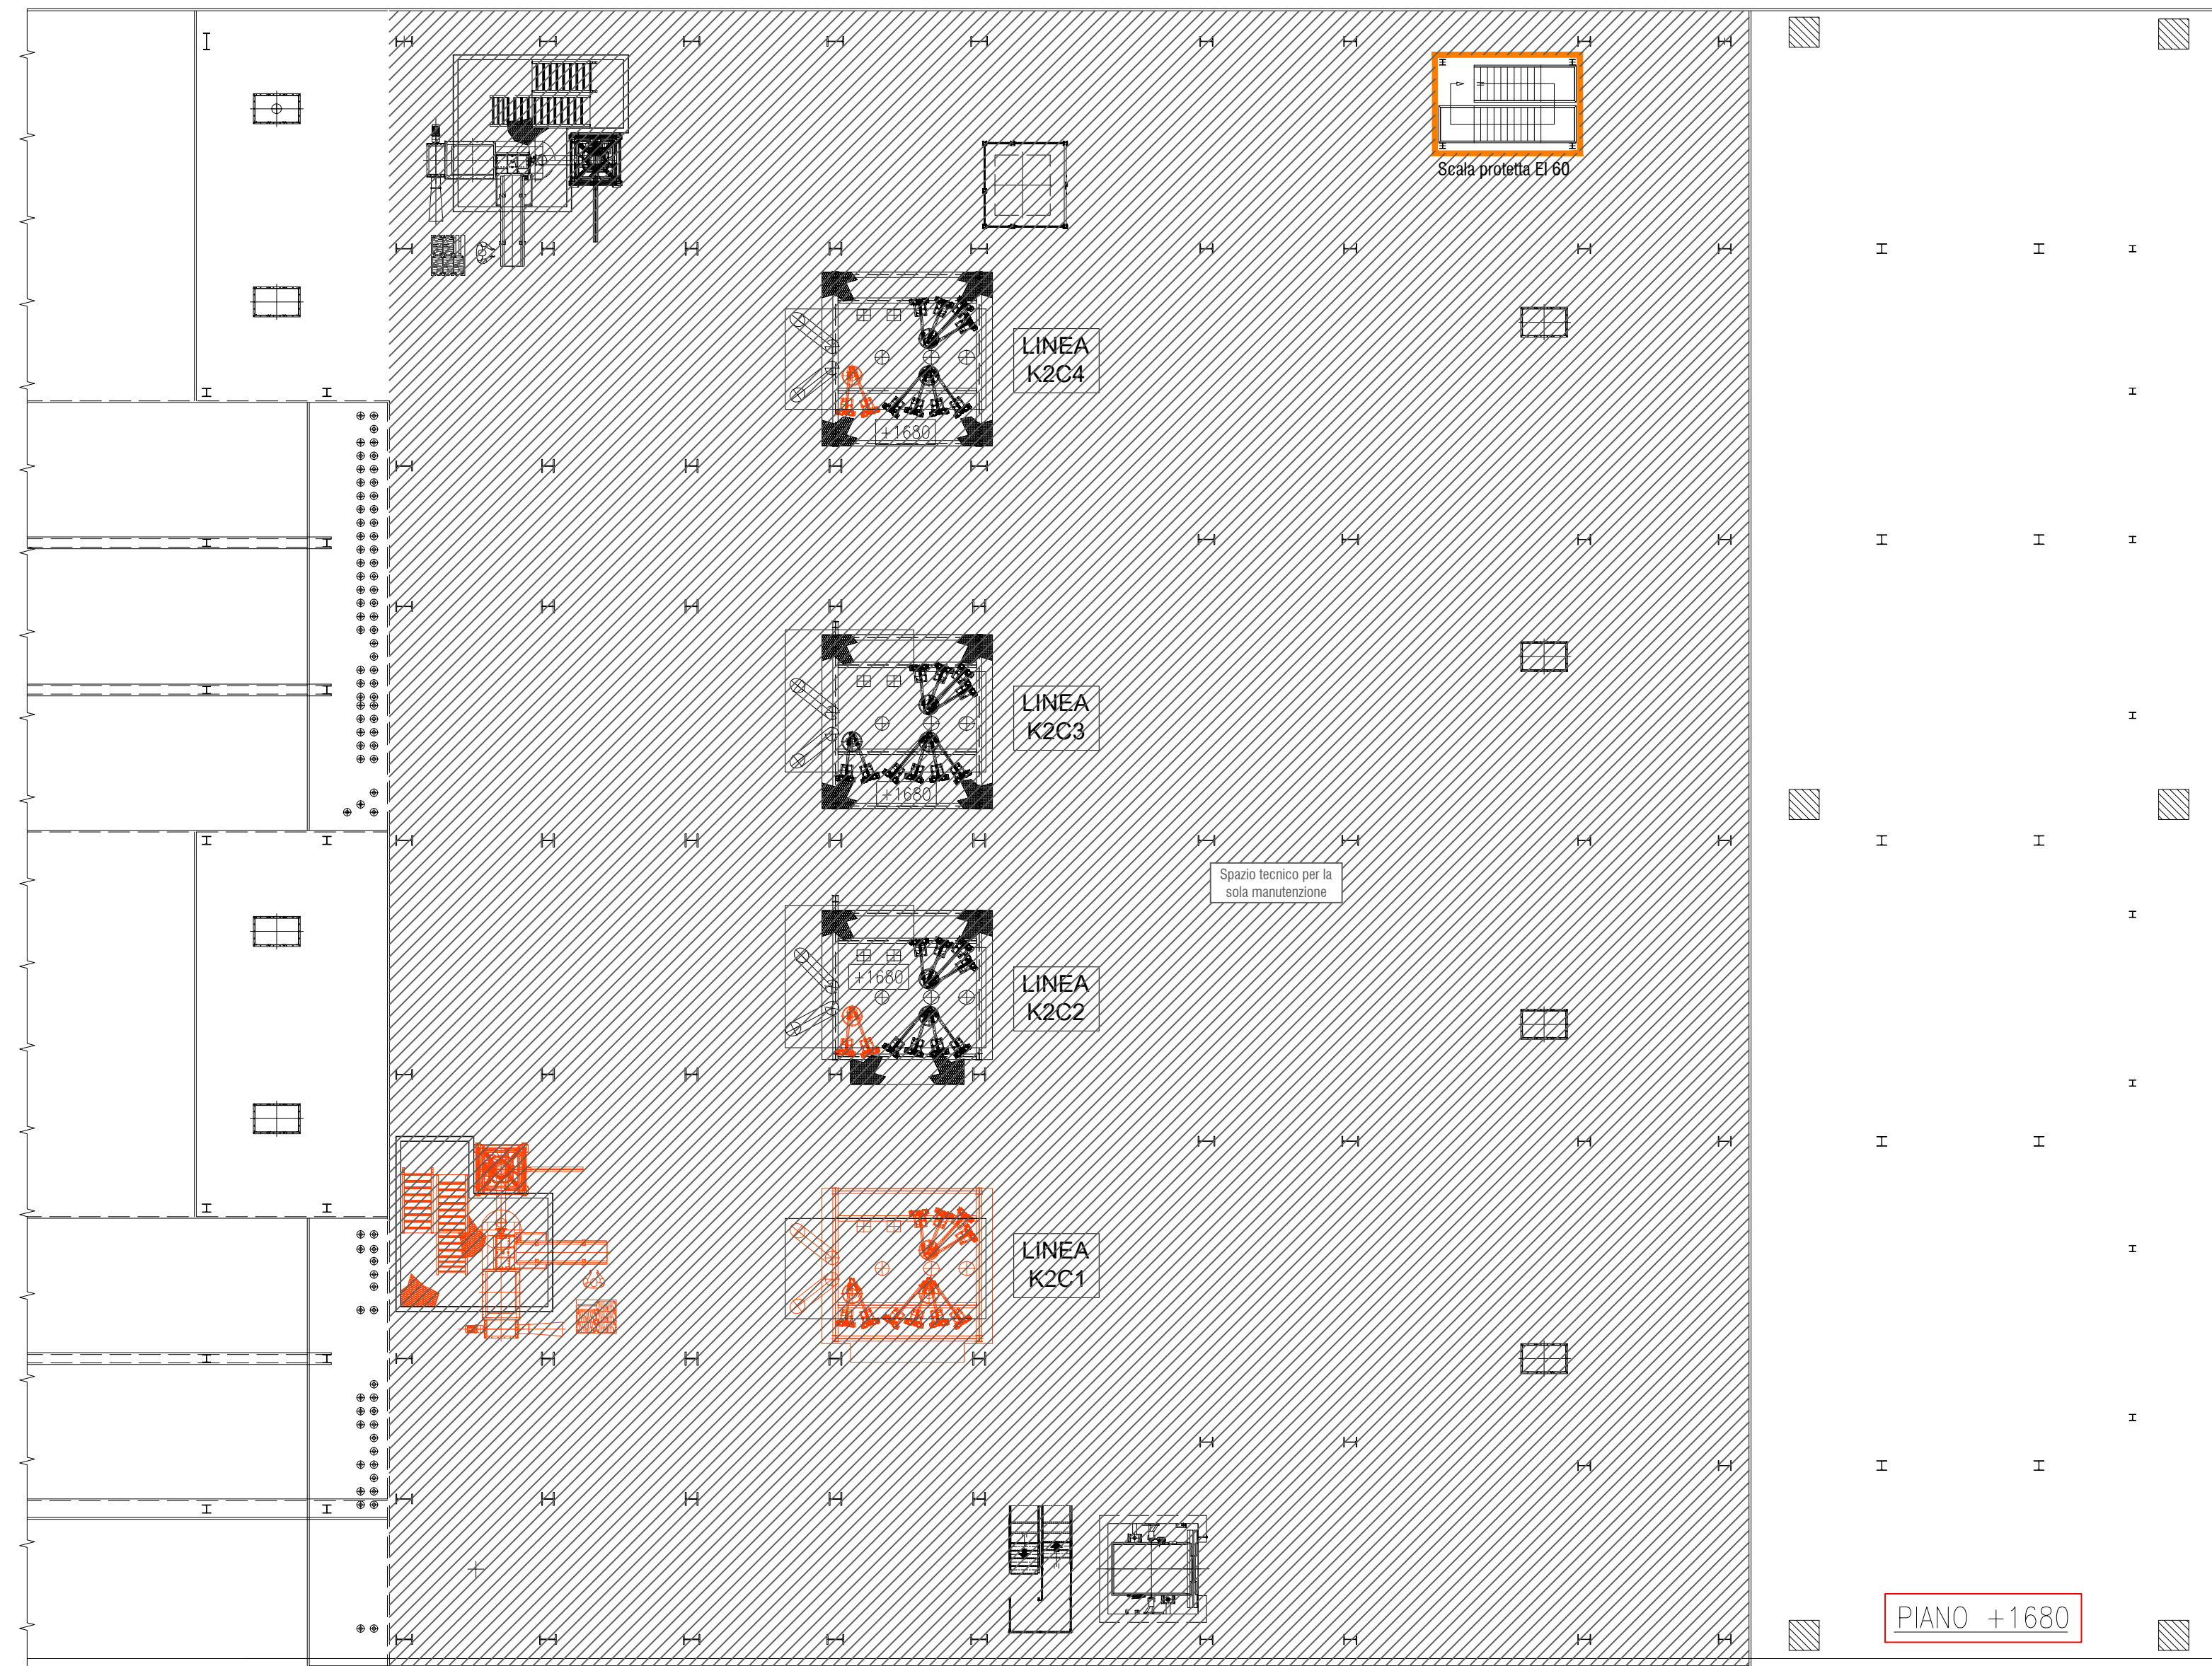 Scala protetta EI 60
LINEA
K2C4
+1680
LINEA
K2C3
+1680
Spazio tecnico per la
sola manutenzione
LINEA
K2C2
+1680
LINEA
K2C1
PIANO +1680